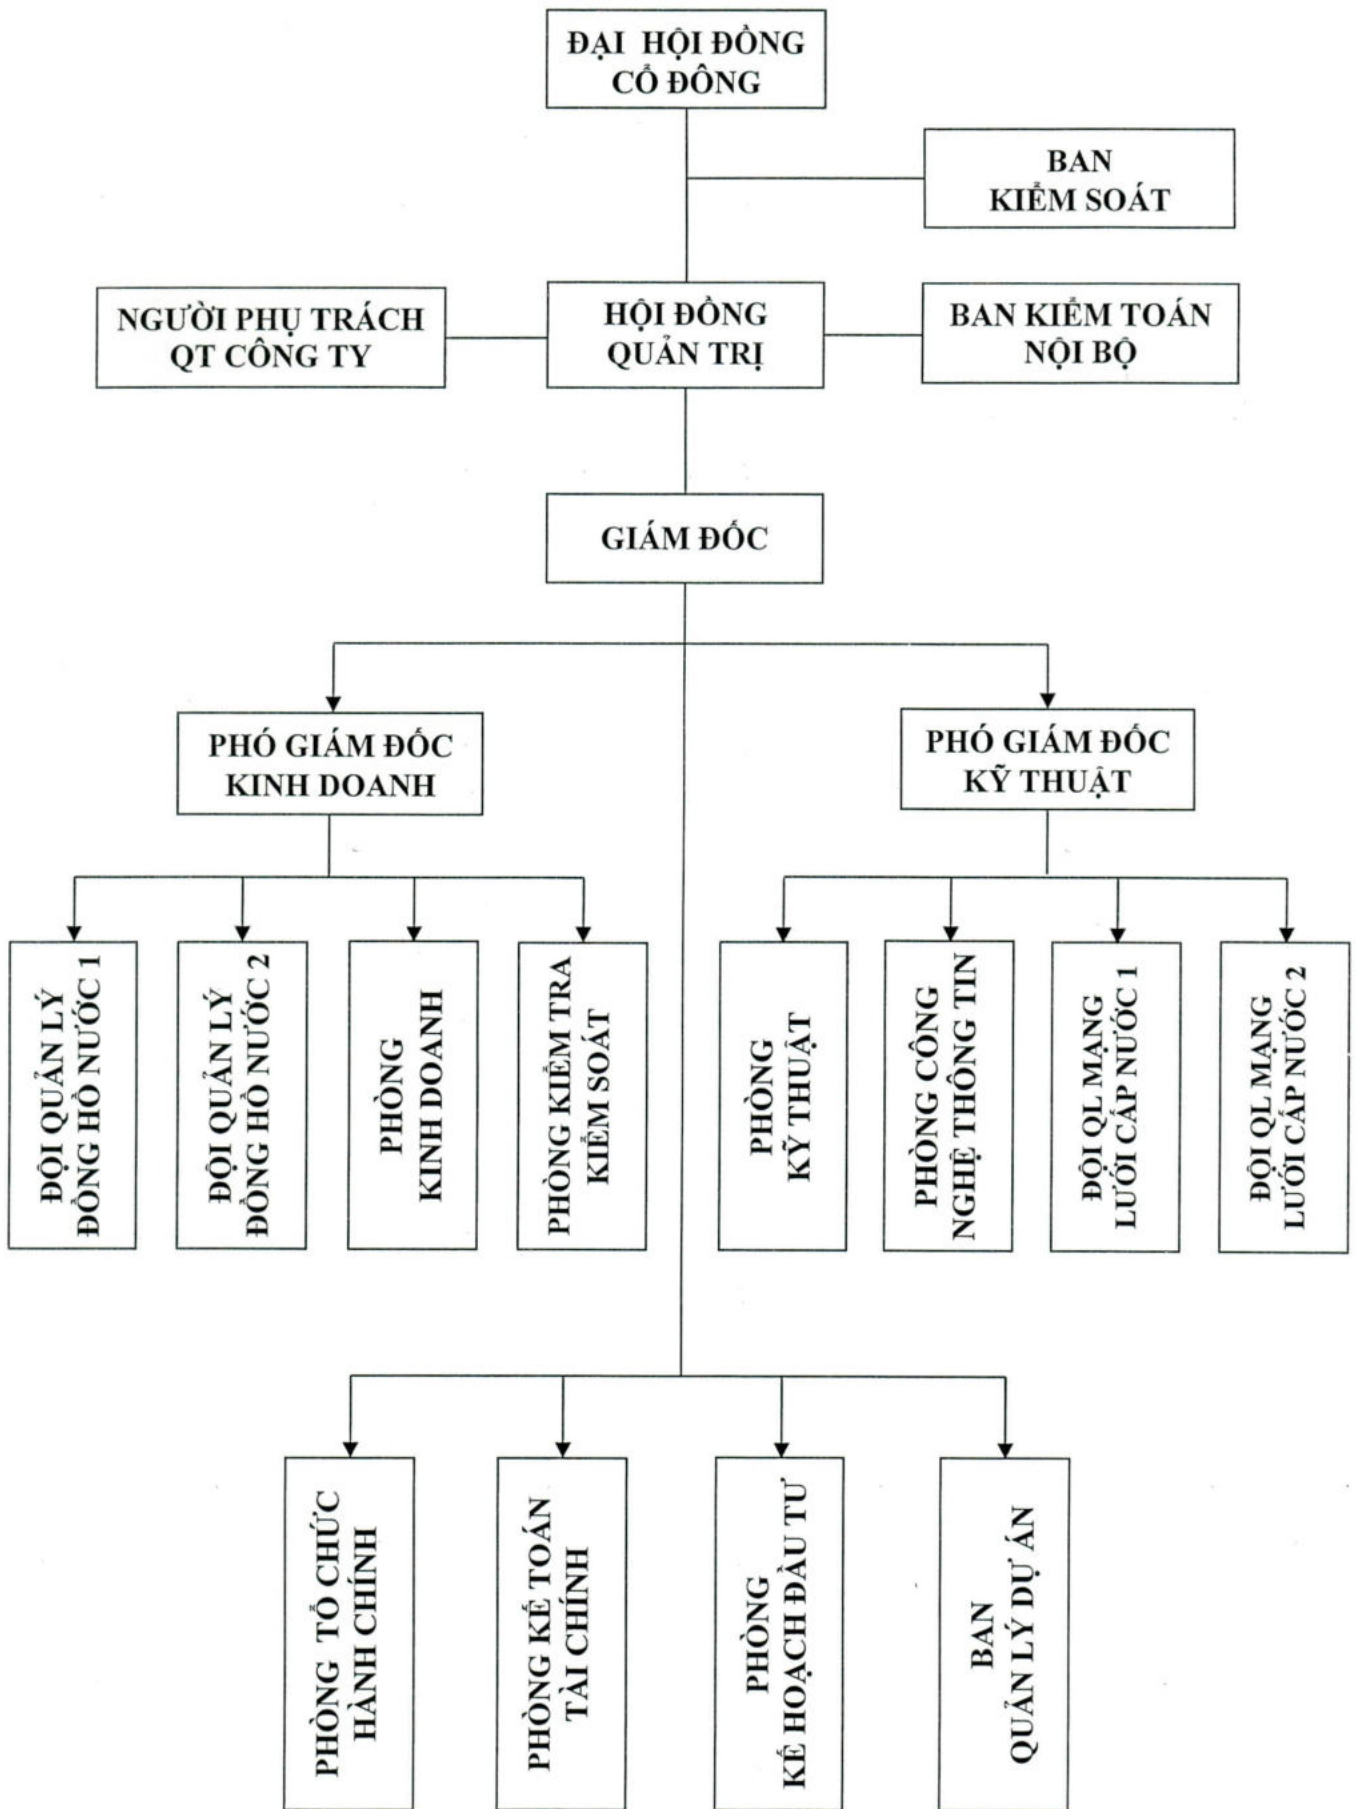 ĐẠI HỘI ĐỒNG
CỔ ĐÔNG
BAN
KIỂM SOÁT
NGƯỜI PHỤ TRÁCH
QT CÔNG TY
HỘI ĐỒNG
QUẢN TRỊ
BAN KIỂM TOÁN
NỘI BỘ
GIÁM ĐỐC
PHÓ GIÁM ĐỐC
KINH DOANH
PHÓ GIÁM ĐỐC
KỸ THUẬT
ĐỘI QUẢN LÝ
ĐỒNG HỒ NƯỚC 1
ĐỘI QUẢN LÝ
ĐỒNG HỒ NƯỚC 2
PHÒNG
KINH DOANH
PHÒNG KIỂM TRA
KIỂM SOÁT
PHÒNG
KỸ THUẬT
PHÒNG CÔNG
NGHỆ THÔNG TIN
ĐỘI QL MẠNG
LƯỚI CẤP NƯỚC 1
ĐỘI QL MẠNG
LƯỚI CẤP NƯỚC 2
PHÒNG TỔ CHỨC
HÀNH CHÍNH
PHÒNG KẾ TOÁN
TÀI CHÍNH
PHÒNG
KẾ HOẠCH ĐẦU TƯ
BAN
QUẢN LÝ DỰ ÁN